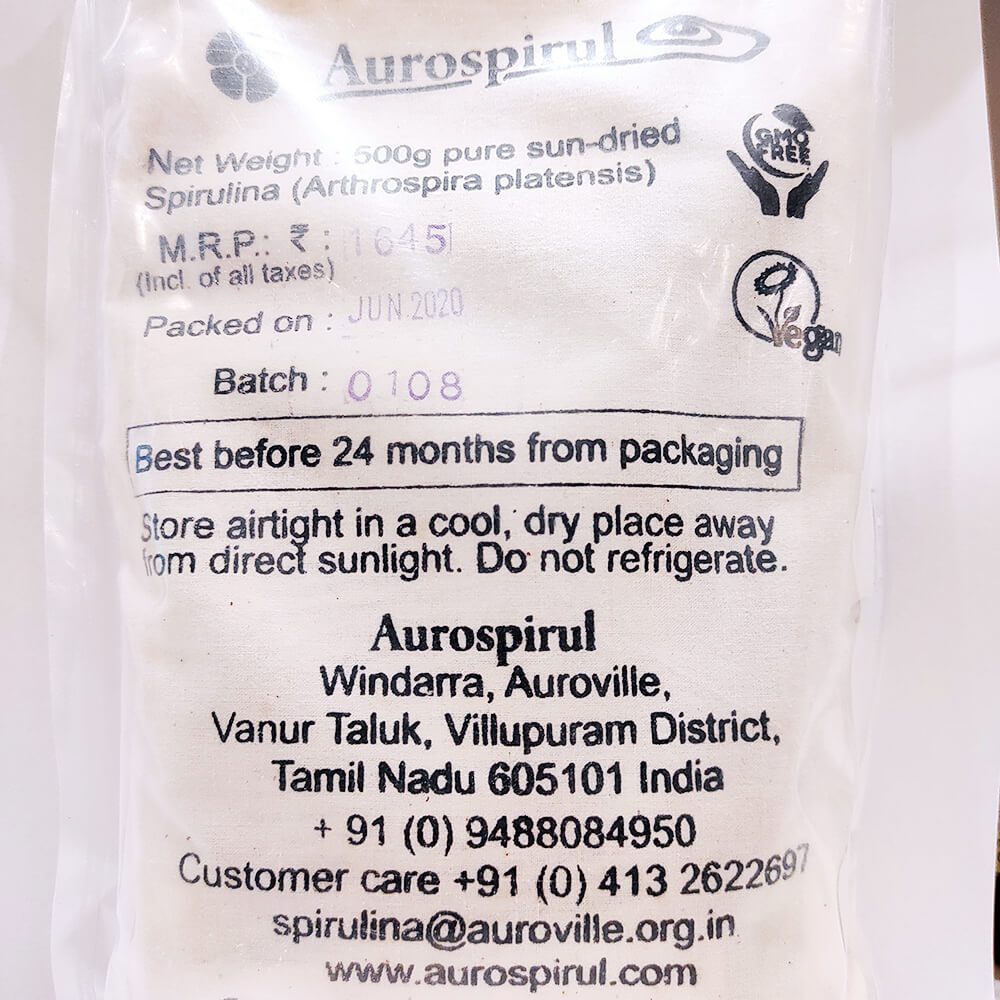 Aurospirul
GMO
FREE
Net Weight : 500g pure sun-dried
Spirulina (Arthrospira platensis)
M.R.P.: ₹ : 1645
(Incl. of all taxes)
Vegan
Packed on : JUN.2020
Batch : 0108
Best before 24 months from packaging
Store airtight in a cool, dry place away
from direct sunlight. Do not refrigerate.
Aurospirul
Windarra, Auroville,
Vanur Taluk, Villupuram District,
Tamil Nadu 605101 India
+ 91 (0) 9488084950
Customer care +91 (0) 413 2622697
spirulina@auroville.org.in
www.aurospirul.com